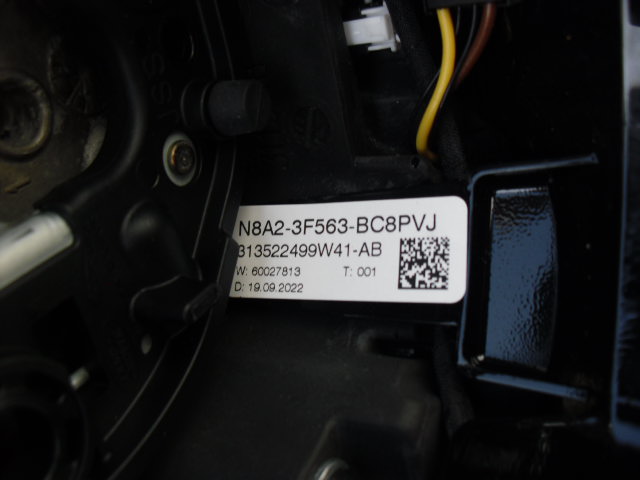 N8A2-3F563-BC8PVJ
313522499W41-AB
W: 60027813 T: 001
D: 19.09.2022